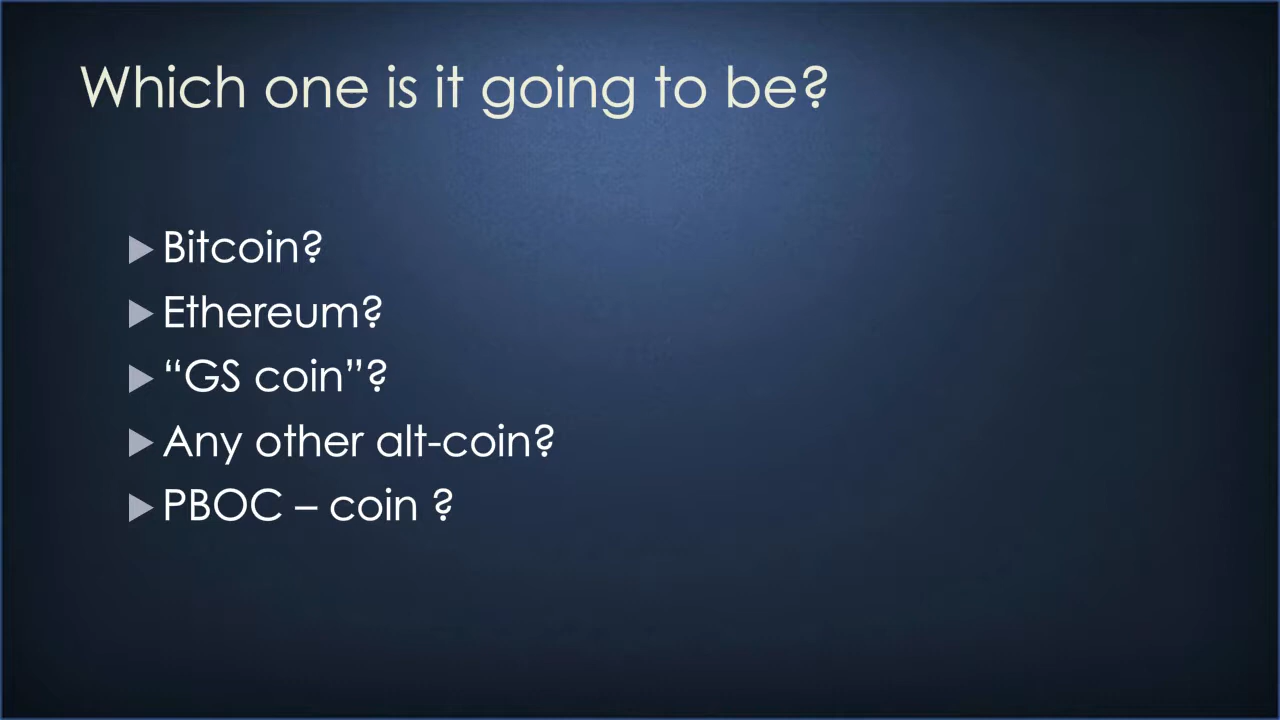 Which one is it going to be?
Bitcoin?
Ethereum?
“GS coin”?
Any other alt-coin?
PBOC – coin ?